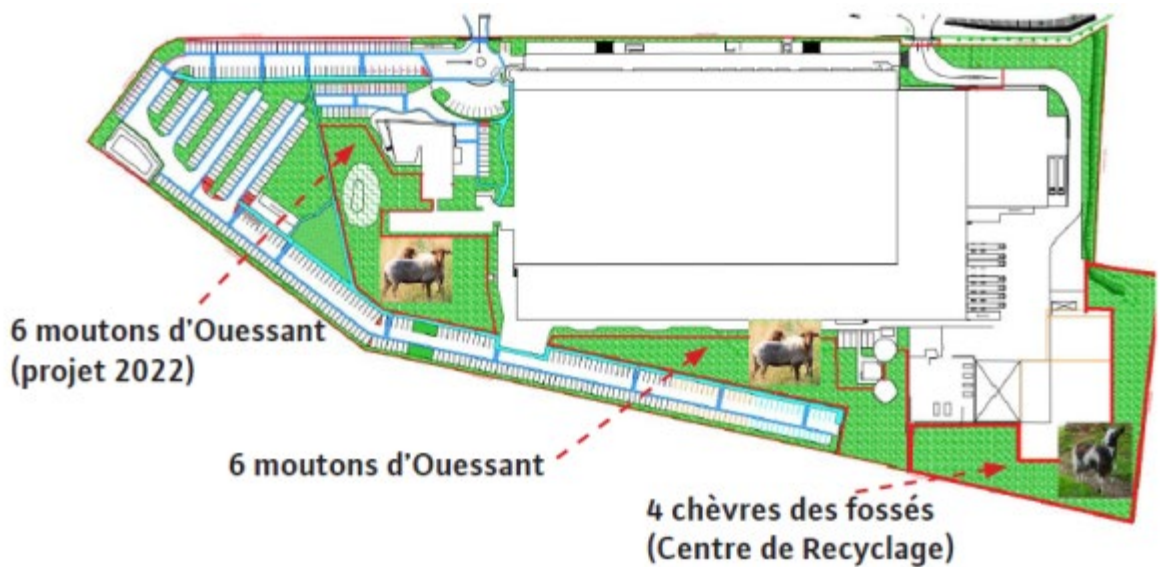 6 moutons d'Ouessant
(projet 2022)
6 moutons d'Ouessant
4 chèvres des fossés
(Centre de Recyclage)